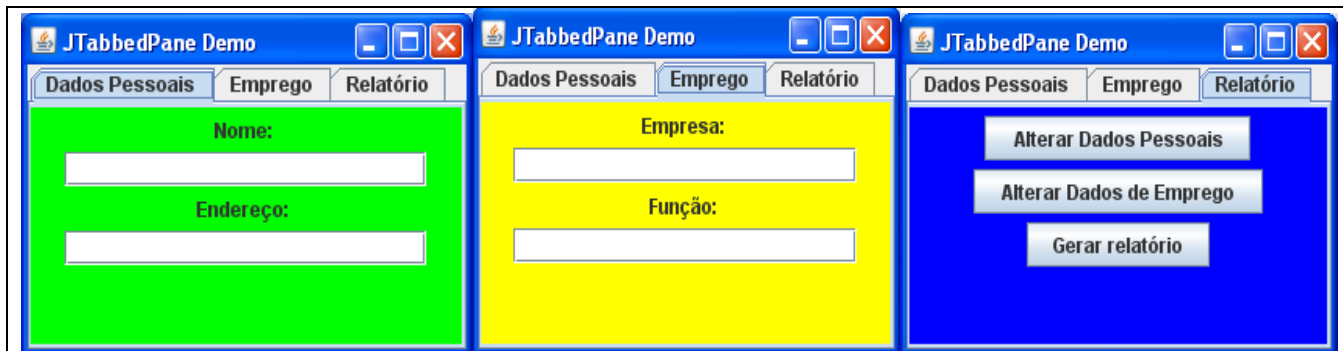 JTabbedPane Demo
Dados Pessoais Emprego Relatório
Nome:
Endereço:
JTabbedPane Demo
Dados Pessoais Emprego Relatório
Empresa:
Função:
JTabbedPane Demo
Dados Pessoais Emprego Relatório
Alterar Dados Pessoais
Alterar Dados de Emprego
Gerar relatório